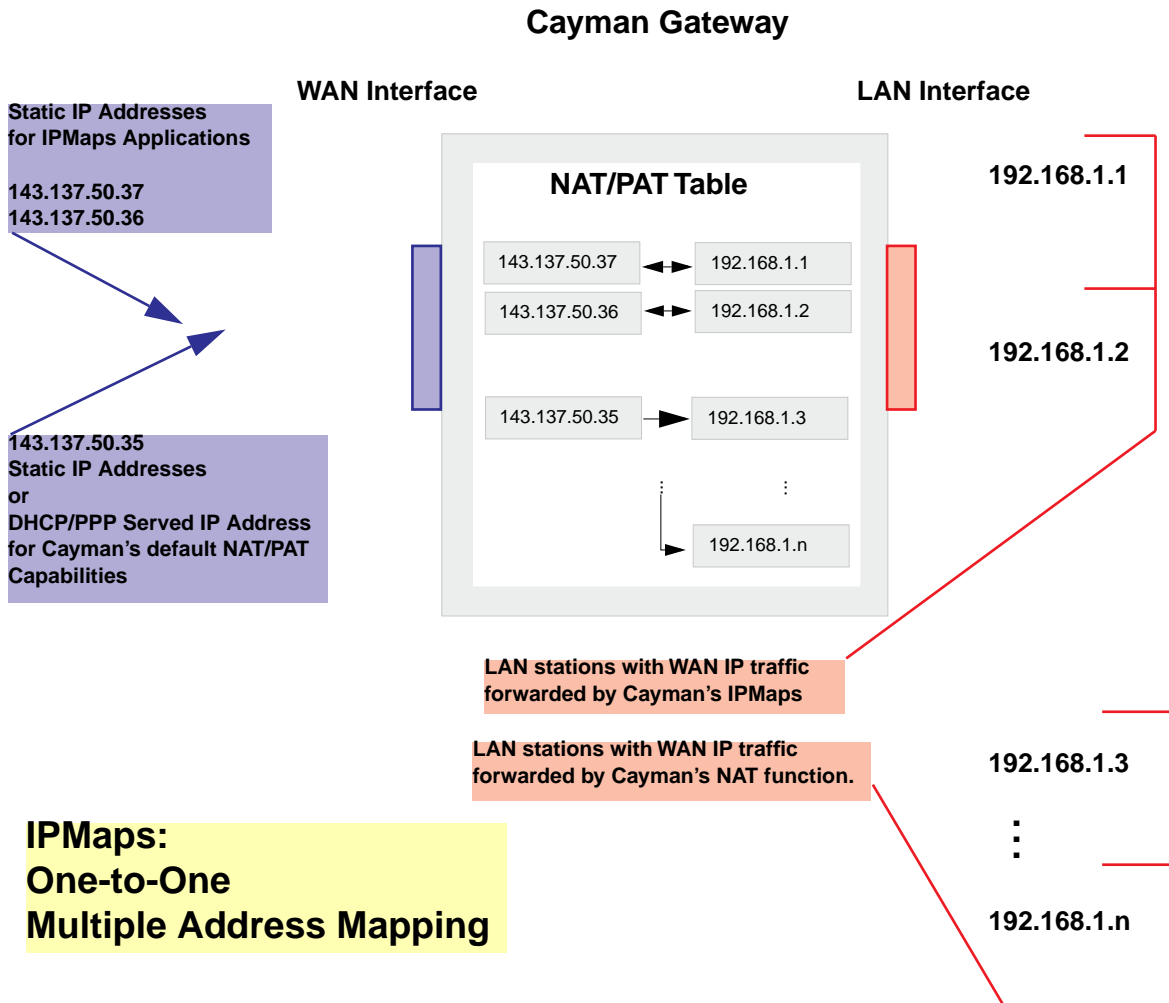 Cayman Gateway
WAN Interface
LAN Interface
Static IP Addresses
for IPMaps Applications
143.137.50.37
143.137.50.36
NAT/PAT Table
143.137.50.37
192.168.1.1
143.137.50.36
192.168.1.2
143.137.50.35
192.168.1.3
...
...
192.168.1.n
192.168.1.1
192.168.1.2
143.137.50.35
Static IP Addresses
or
DHCP/PPP Served IP Address
for Cayman's default NAT/PAT
Capabilities
LAN stations with WAN IP traffic
forwarded by Cayman's IPMaps
LAN stations with WAN IP traffic
forwarded by Cayman's NAT function.
192.168.1.3
⋮
192.168.1.n
IPMaps:
One-to-One
Multiple Address Mapping